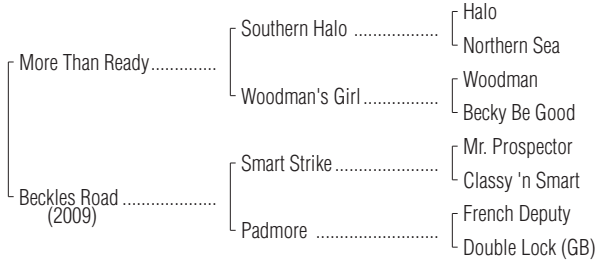 Halo
Southern Halo ..................
Northern Sea
More Than Ready..............
Woodman
Woodman's Girl ................
Becky Be Good
Mr. Prospector
Smart Strike......................
Classy 'n Smart
Beckles Road ....................
(2009)
French Deputy
Padmore ..........................
Double Lock (GB)